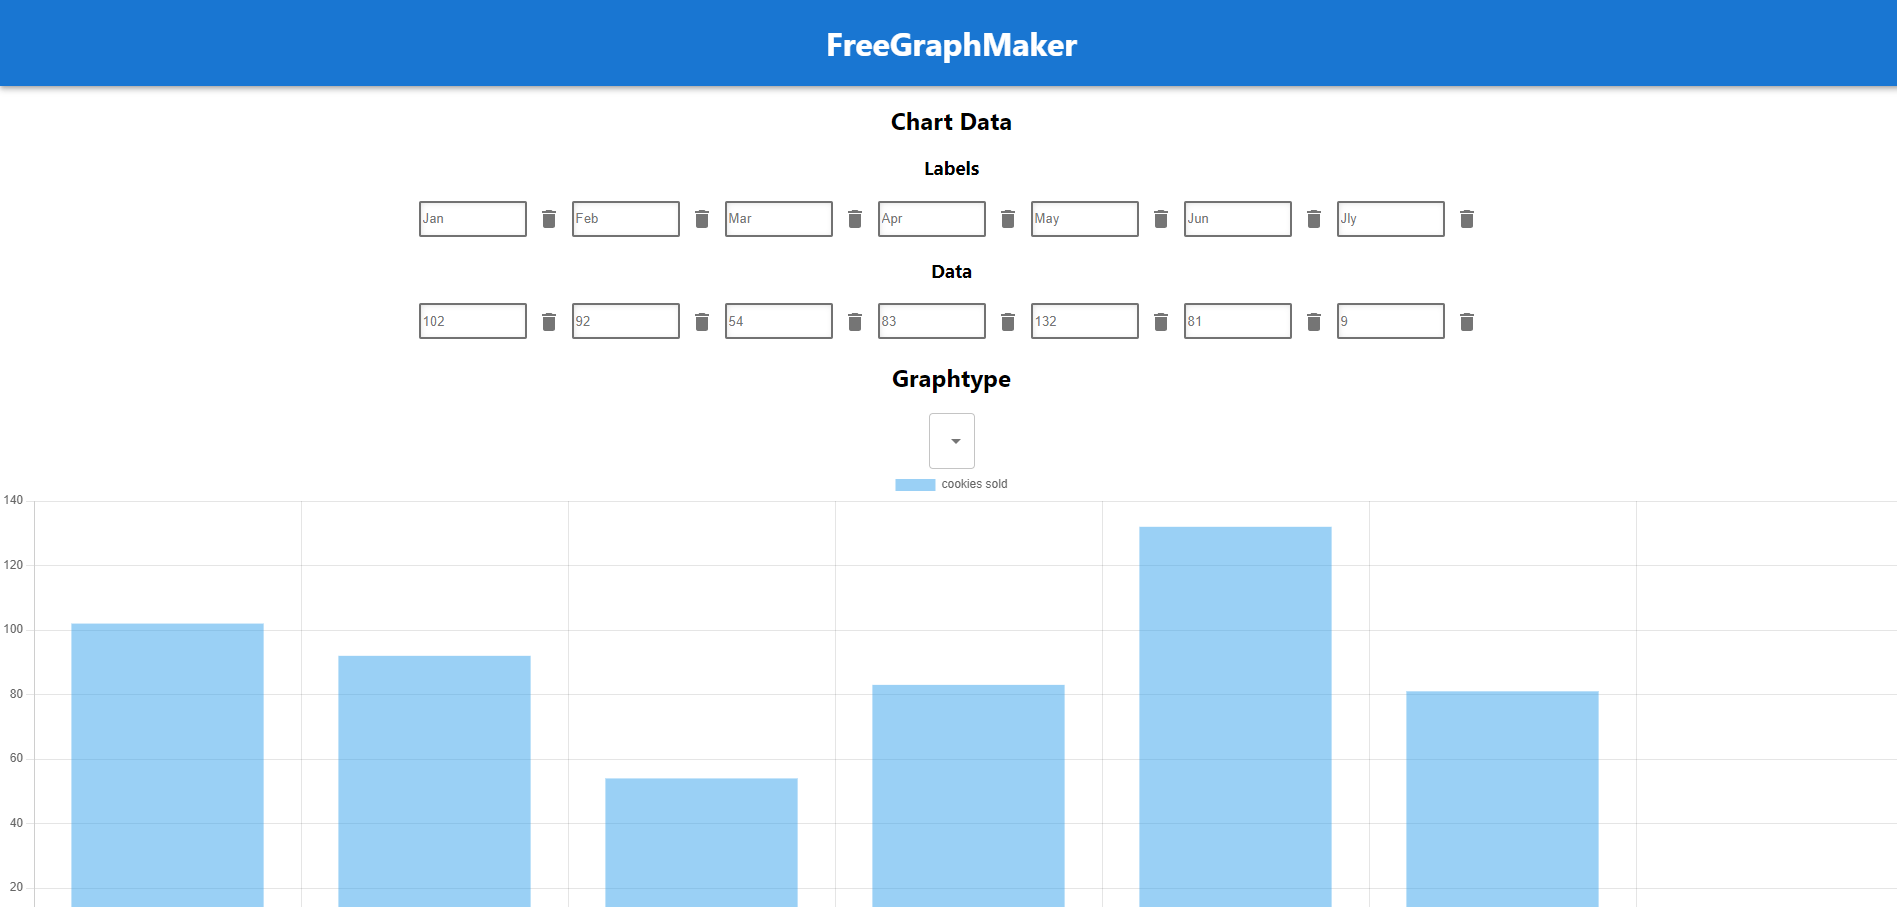 FreeGraphMaker
Chart Data
Labels
Jan Feb Mar Apr May Jun Jly
Data
102 92 54 83 132 81 9
Graphtype
cookies sold
140
120
100
80
60
40
20